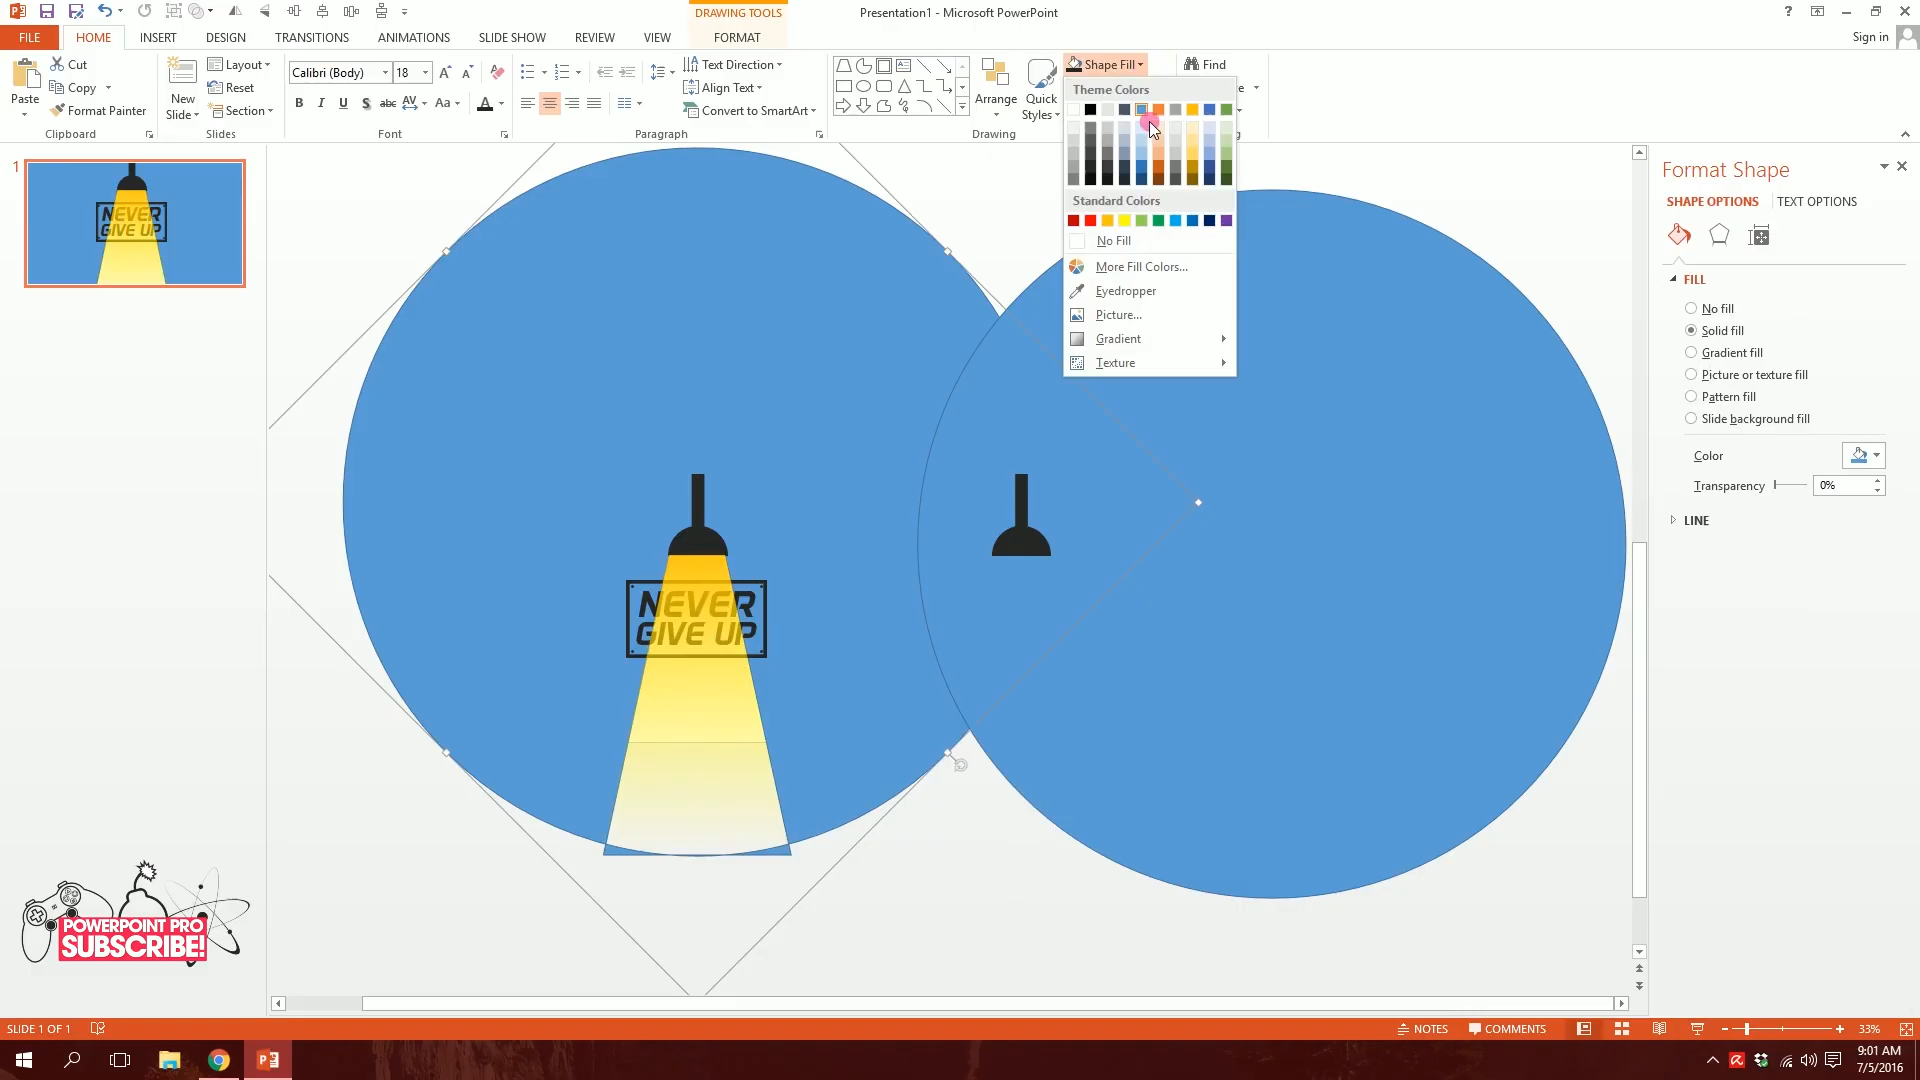 DRAWING TOOLS
Presentation1 - Microsoft PowerPoint
?
FILE
HOME
INSERT
DESIGN
TRANSITIONS
ANIMATIONS
SLIDE SHOW
REVIEW
VIEW
FORMAT
Sign in
Paste
Cut
Copy
Format Painter
Clipboard
New
Slide
Layout
Reset
Section
Slides
Calibri (Body)
18
B I U S abc AV Aa A
Font
Text Direction
Align Text
Convert to SmartArt
Paragraph
Arrange
Quick
Styles
Drawing
Shape Fill
Find
Theme Colors
Standard Colors
No Fill
More Fill Colors...
Eyedropper
Picture...
Gradient
Texture
1
NEVER
GIVE UP
NEVER
GIVE UP
Format Shape
SHAPE OPTIONS
TEXT OPTIONS
FILL
No fill
Solid fill
Gradient fill
Picture or texture fill
Pattern fill
Slide background fill
Color
Transparency
0%
LINE
POWERPOINT PRO
SUBSCRIBE!
SLIDE 1 OF 1
NOTES
COMMENTS
33%
9:01 AM
7/5/2016